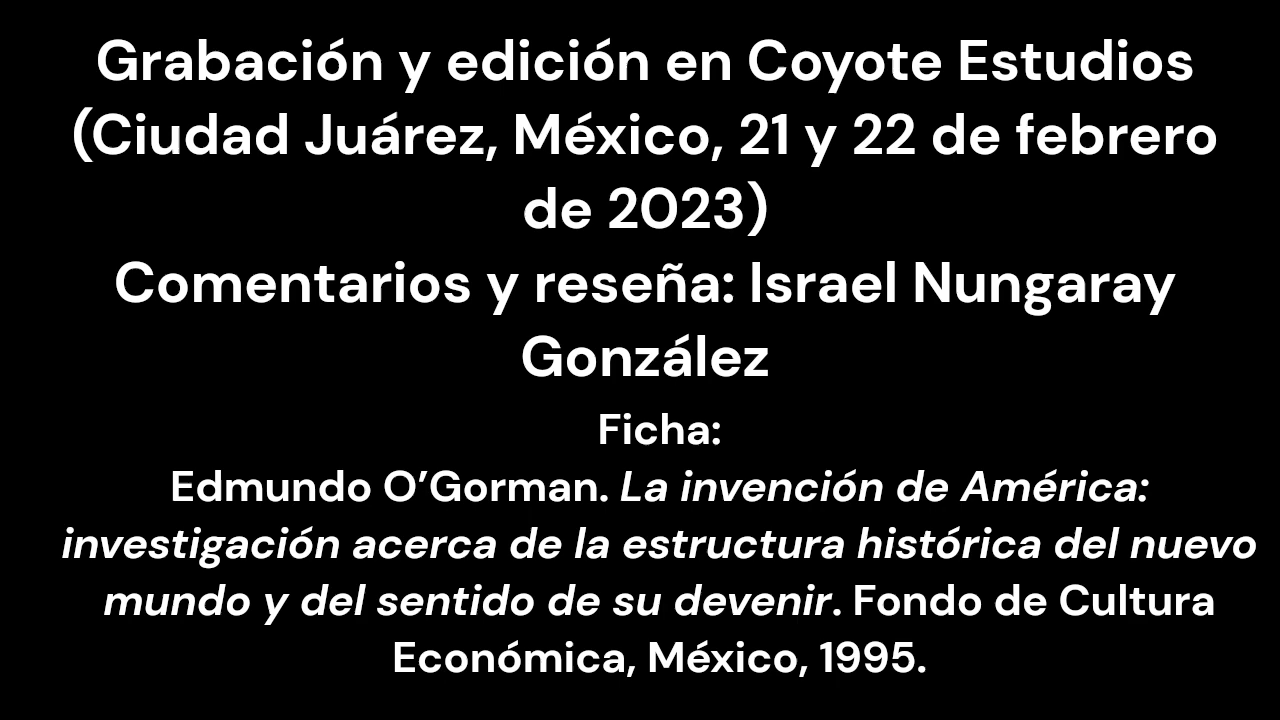 Grabación y edición en Coyote Estudios
(Ciudad Juárez, México, 21 y 22 de febrero
de 2023)
Comentarios y reseña: Israel Nungaray
González
Ficha:
Edmundo O’Gorman. La invención de América:
investigación acerca de la estructura histórica del nuevo
mundo y del sentido de su devenir. Fondo de Cultura
Económica, México, 1995.